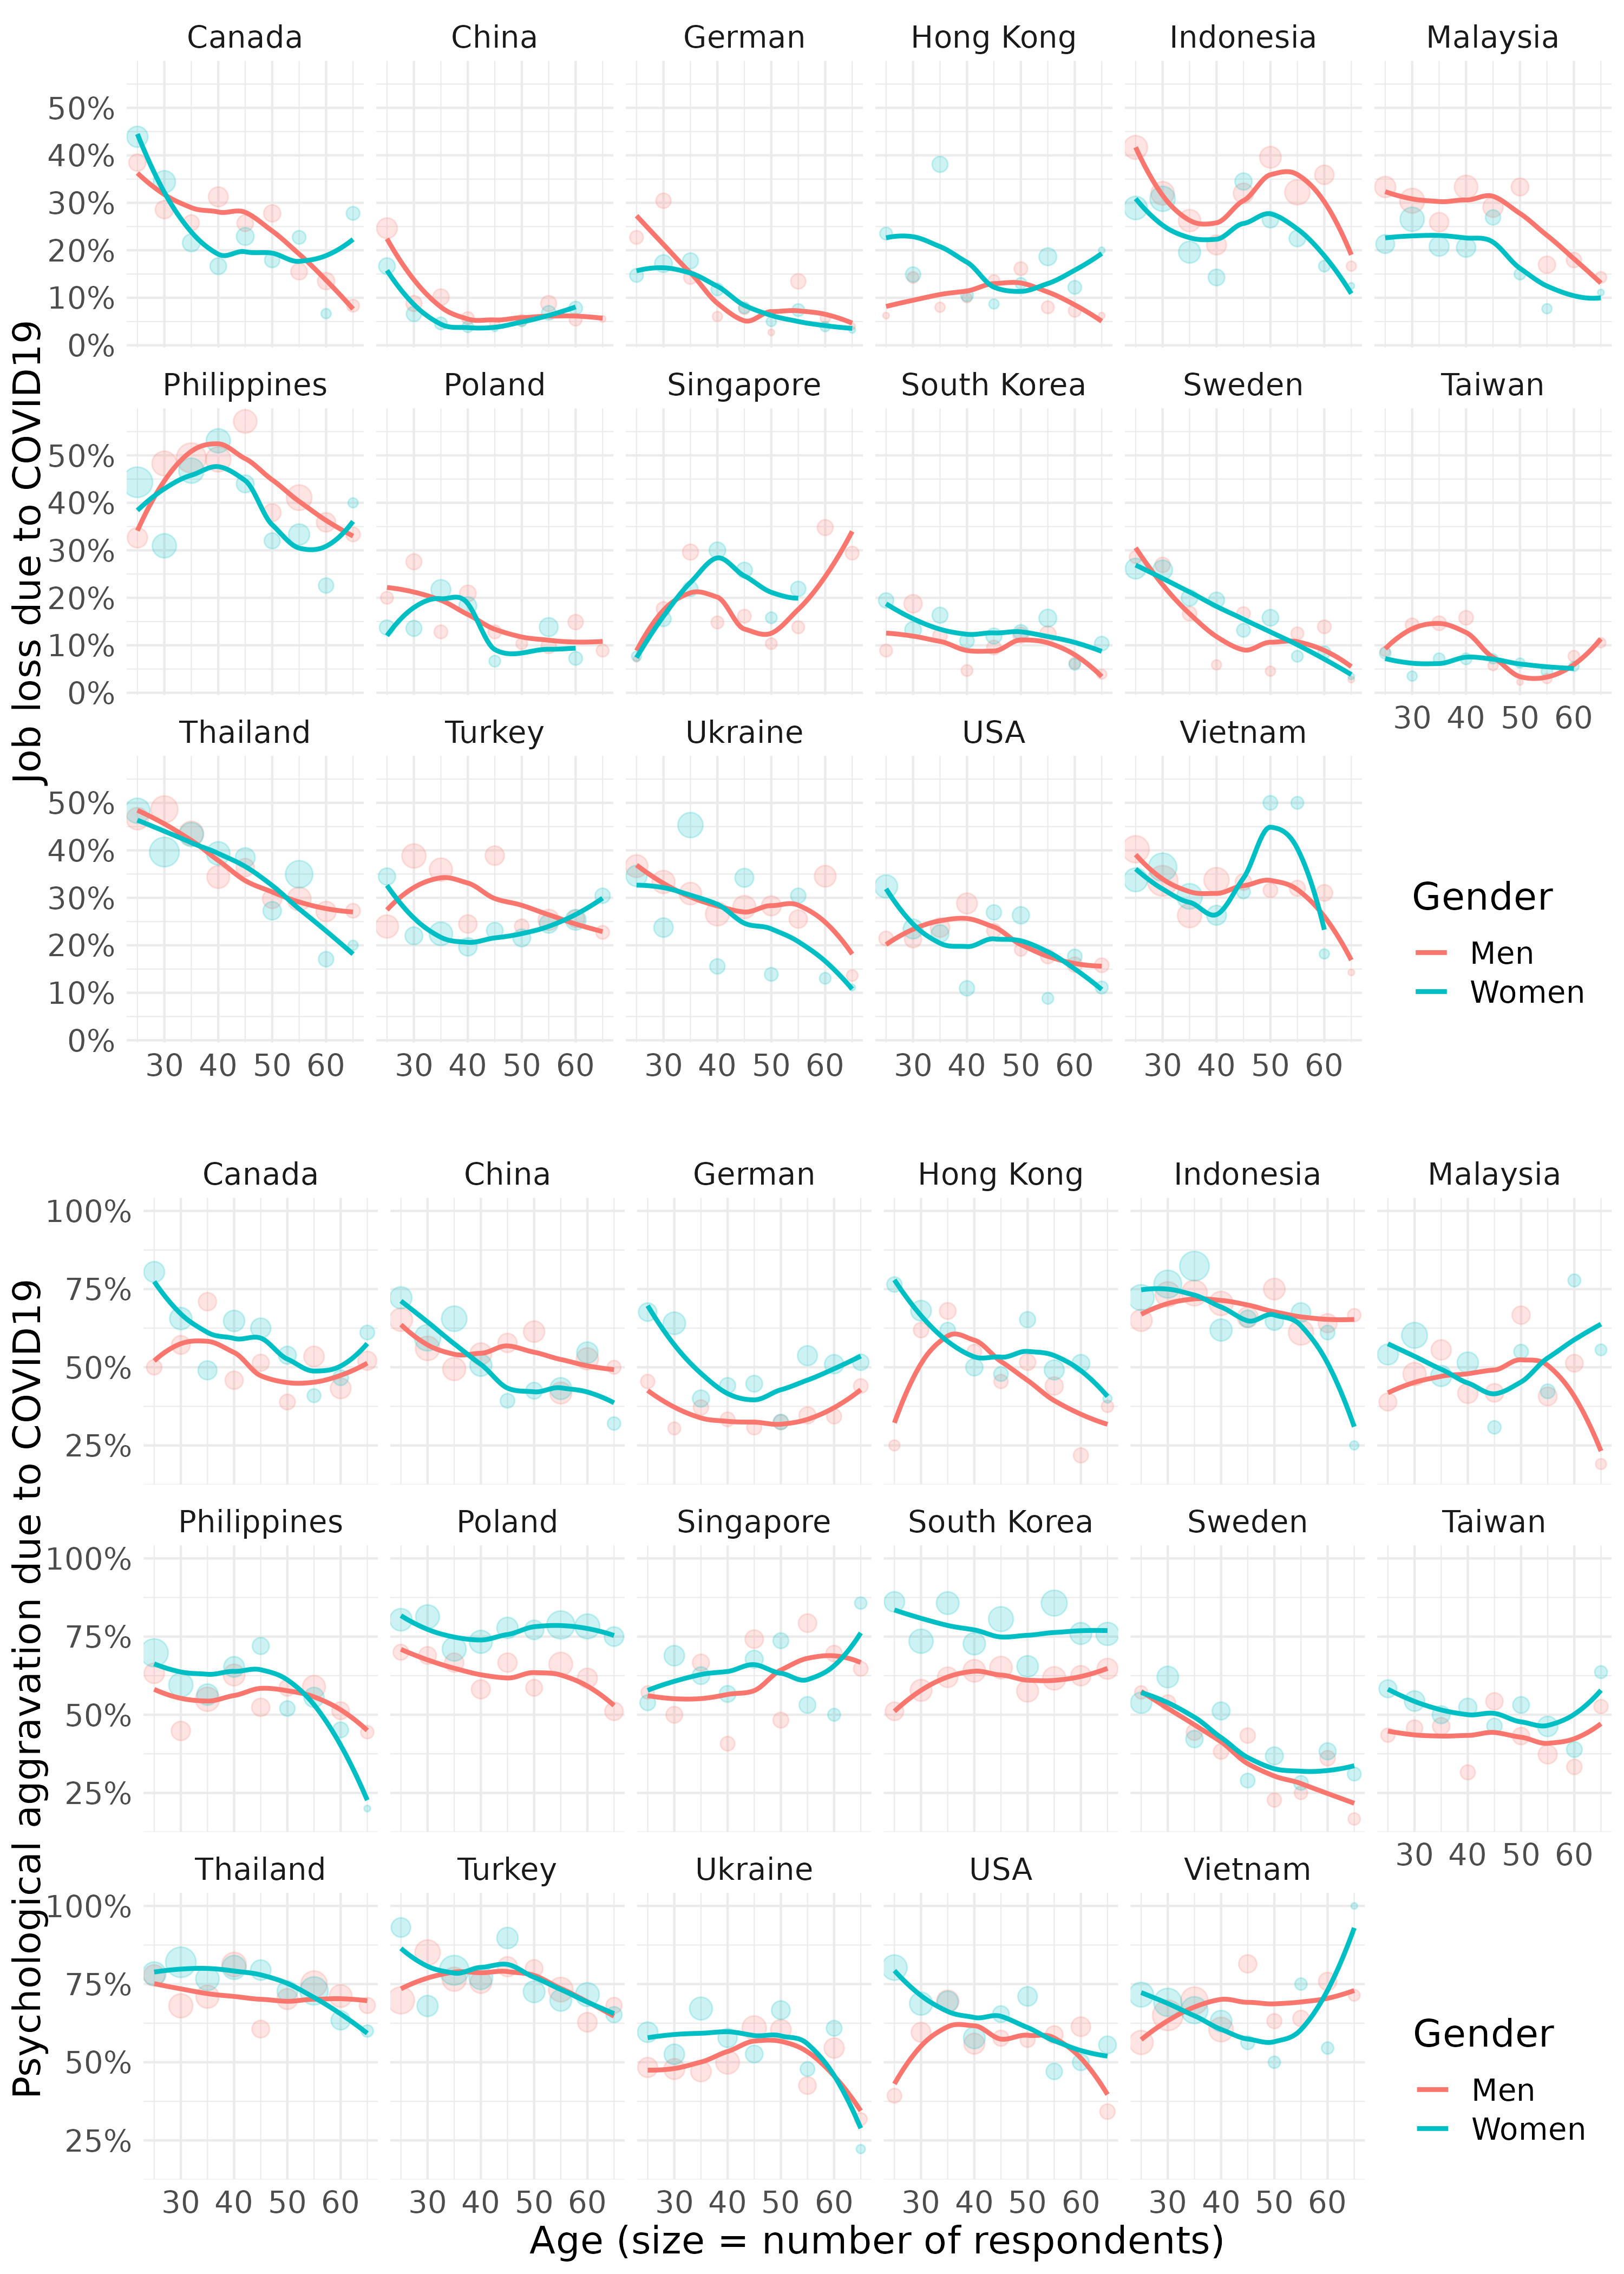 Canada China German Hong Kong Indonesia Malaysia
50%
40%
30%
20%
10%
0%
Job loss due to COVID19
Philippines Poland Singapore South Korea Sweden Taiwan
50%
40%
30%
20%
10%
0%
30 40 50 60
Thailand Turkey Ukraine USA Vietnam
50%
40%
30%
20%
10%
0%
30 40 50 60 30 40 50 60 30 40 50 60 30 40 50 60 30 40 50 60
Gender
Men
Women
Canada China German Hong Kong Indonesia Malaysia
100%
75%
50%
25%
Psychological aggravation due to COVID19
Philippines Poland Singapore South Korea Sweden Taiwan
100%
75%
50%
25%
30 40 50 60
Thailand Turkey Ukraine USA Vietnam
100%
75%
50%
25%
30 40 50 60 30 40 50 60 30 40 50 60 30 40 50 60 30 40 50 60
Gender
Men
Women
Age (size = number of respondents)